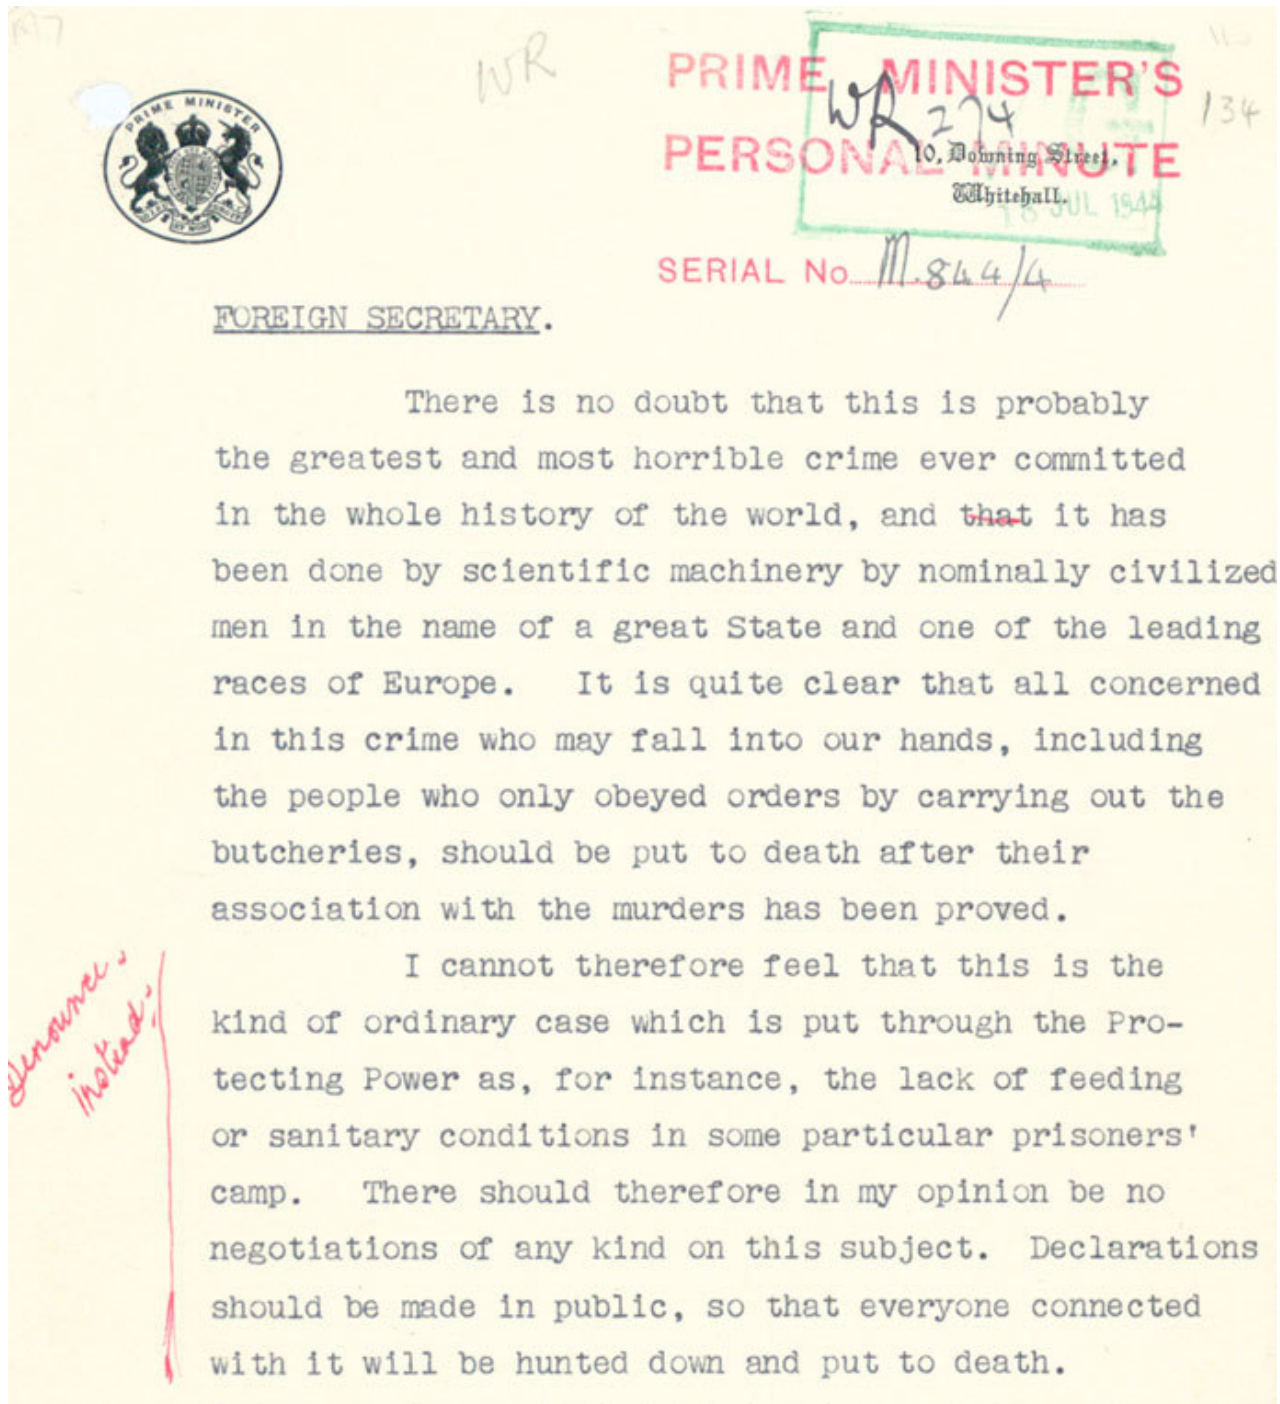 WR
PRIME MINISTER'S
WR 274
134
PERSONAL MINUTE
10, Downing Street,
Whitehall.
18 JUL 1944
PRIME MINISTER
SERIAL No M.844/4
FOREIGN SECRETARY.
There is no doubt that this is probably
the greatest and most horrible crime ever committed
in the whole history of the world, and that it has
been done by scientific machinery by nominally civilized
men in the name of a great State and one of the leading
races of Europe. It is quite clear that all concerned
in this crime who may fall into our hands, including
the people who only obeyed orders by carrying out the
butcheries, should be put to death after their
association with the murders has been proved.
I cannot therefore feel that this is the
kind of ordinary case which is put through the Pro-
tecting Power as, for instance, the lack of feeding
or sanitary conditions in some particular prisoners'
camp. There should therefore in my opinion be no
negotiations of any kind on this subject. Declarations
should be made in public, so that everyone connected
with it will be hunted down and put to death.
Denounce.
instead.